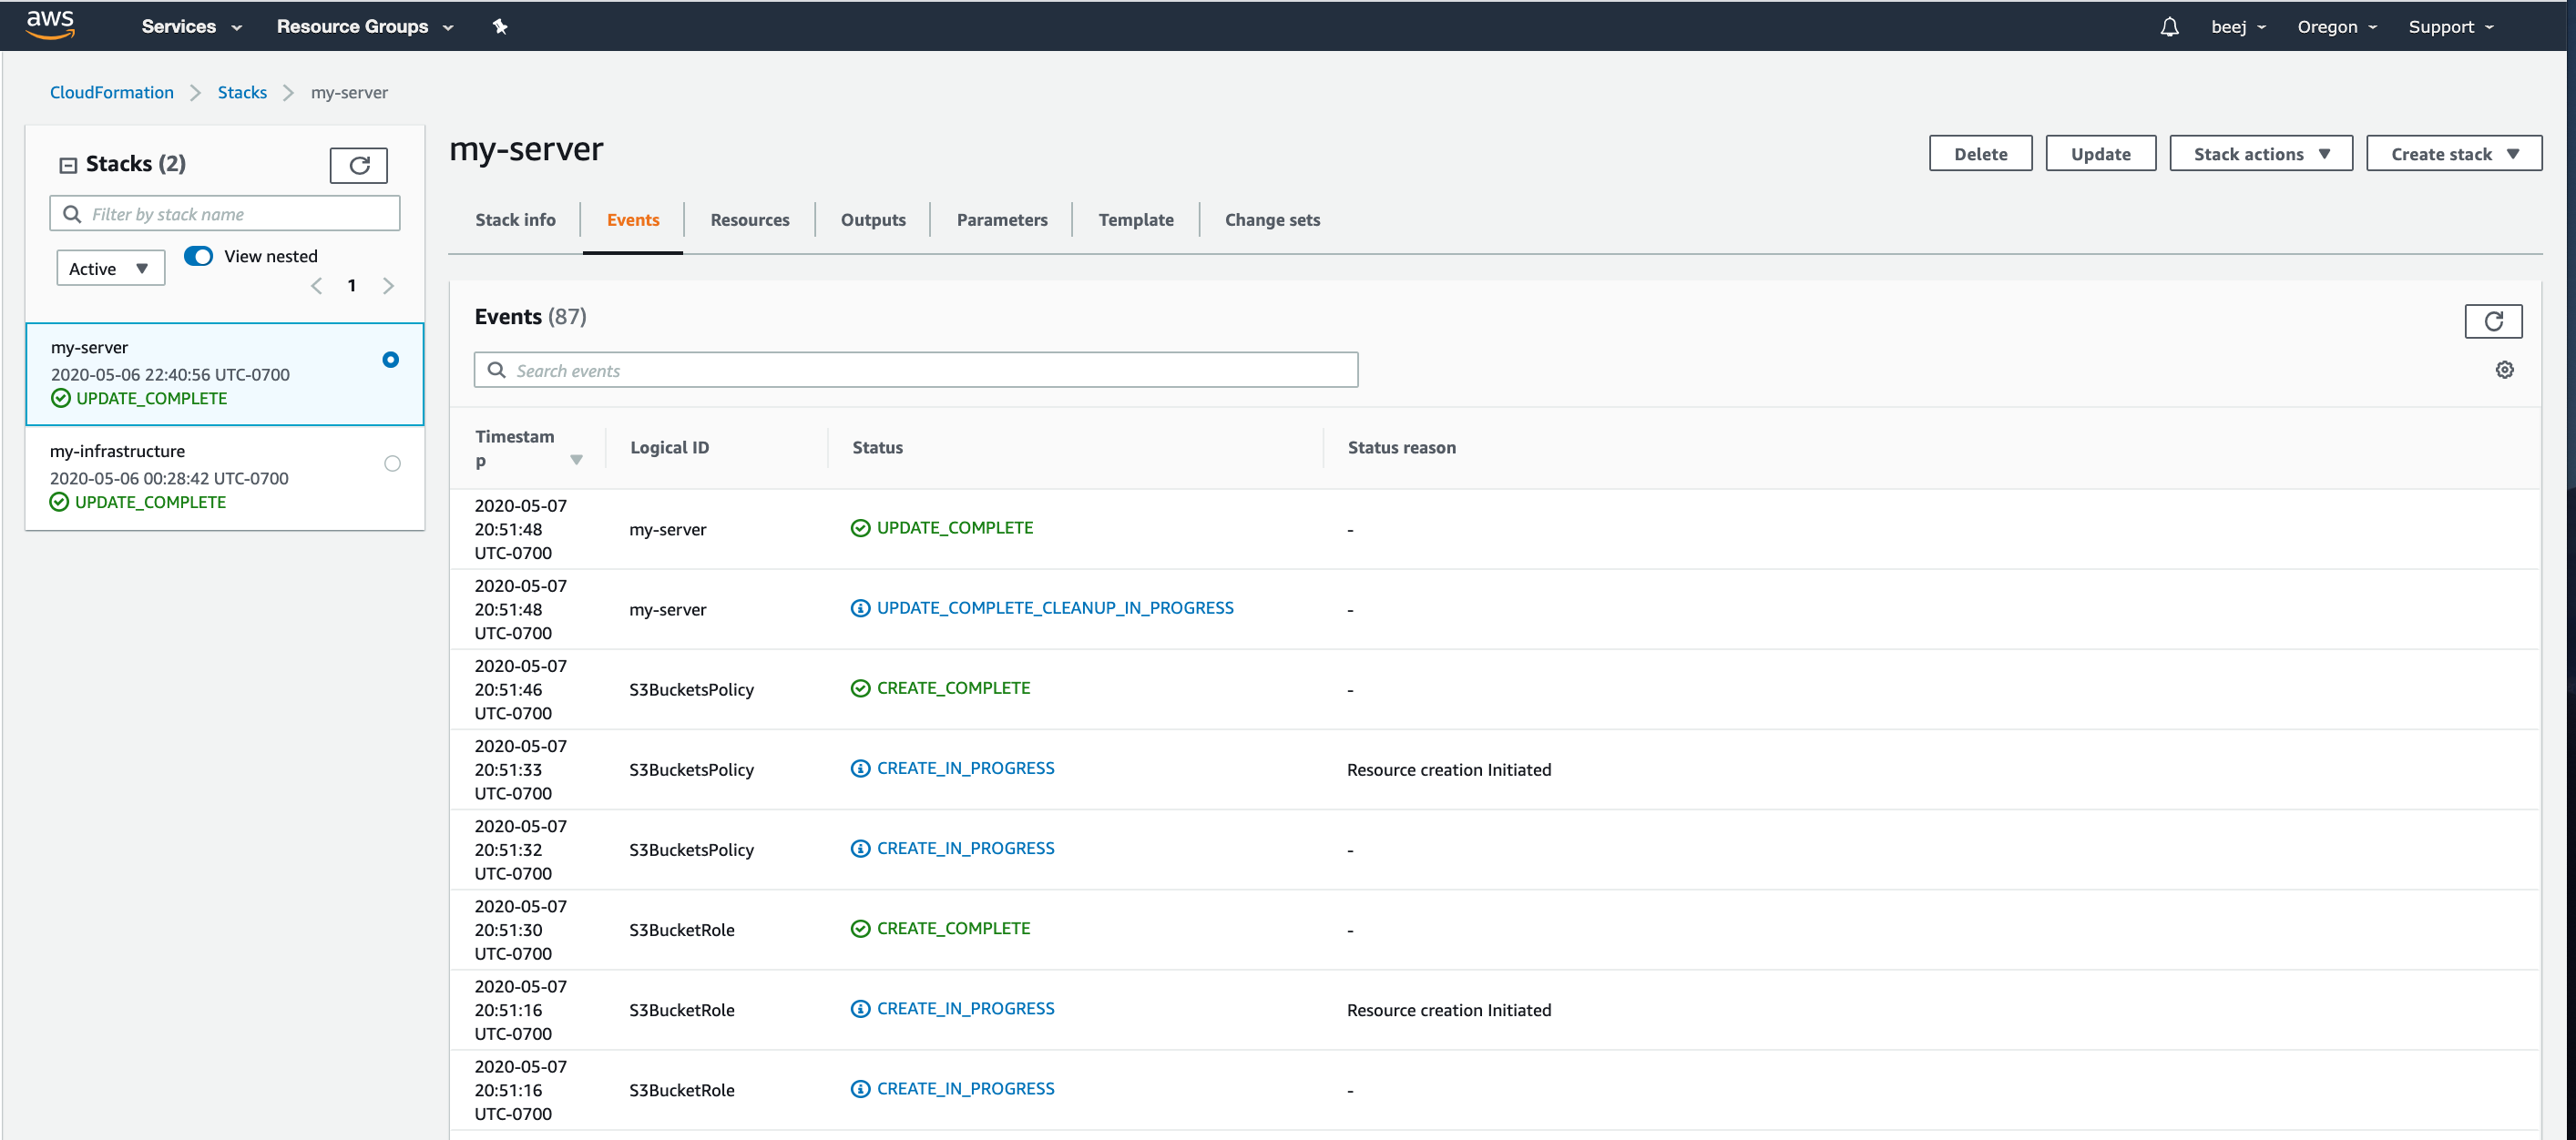 aws Services Resource Groups beej Oregon Support
CloudFormation Stacks my-server
Stacks (2)
Filter by stack name
Active View nested
1
my-server
2020-05-06 22:40:56 UTC-0700
UPDATE_COMPLETE
my-infrastructure
2020-05-06 00:28:42 UTC-0700
UPDATE_COMPLETE
my-server
Delete Update Stack actions Create stack
Stack info Events Resources Outputs Parameters Template Change sets
Events (87)
Search events
Timestam
p
Logical ID Status Status reason
2020-05-07
20:51:48
UTC-0700
my-server UPDATE_COMPLETE -
2020-05-07
20:51:48
UTC-0700
my-server UPDATE_COMPLETE_CLEANUP_IN_PROGRESS -
2020-05-07
20:51:46
UTC-0700
S3BucketsPolicy CREATE_COMPLETE -
2020-05-07
20:51:33
UTC-0700
S3BucketsPolicy CREATE_IN_PROGRESS Resource creation Initiated
2020-05-07
20:51:32
UTC-0700
S3BucketsPolicy CREATE_IN_PROGRESS -
2020-05-07
20:51:30
UTC-0700
S3BucketRole CREATE_COMPLETE -
2020-05-07
20:51:16
UTC-0700
S3BucketRole CREATE_IN_PROGRESS Resource creation Initiated
2020-05-07
20:51:16
UTC-0700
S3BucketRole CREATE_IN_PROGRESS -